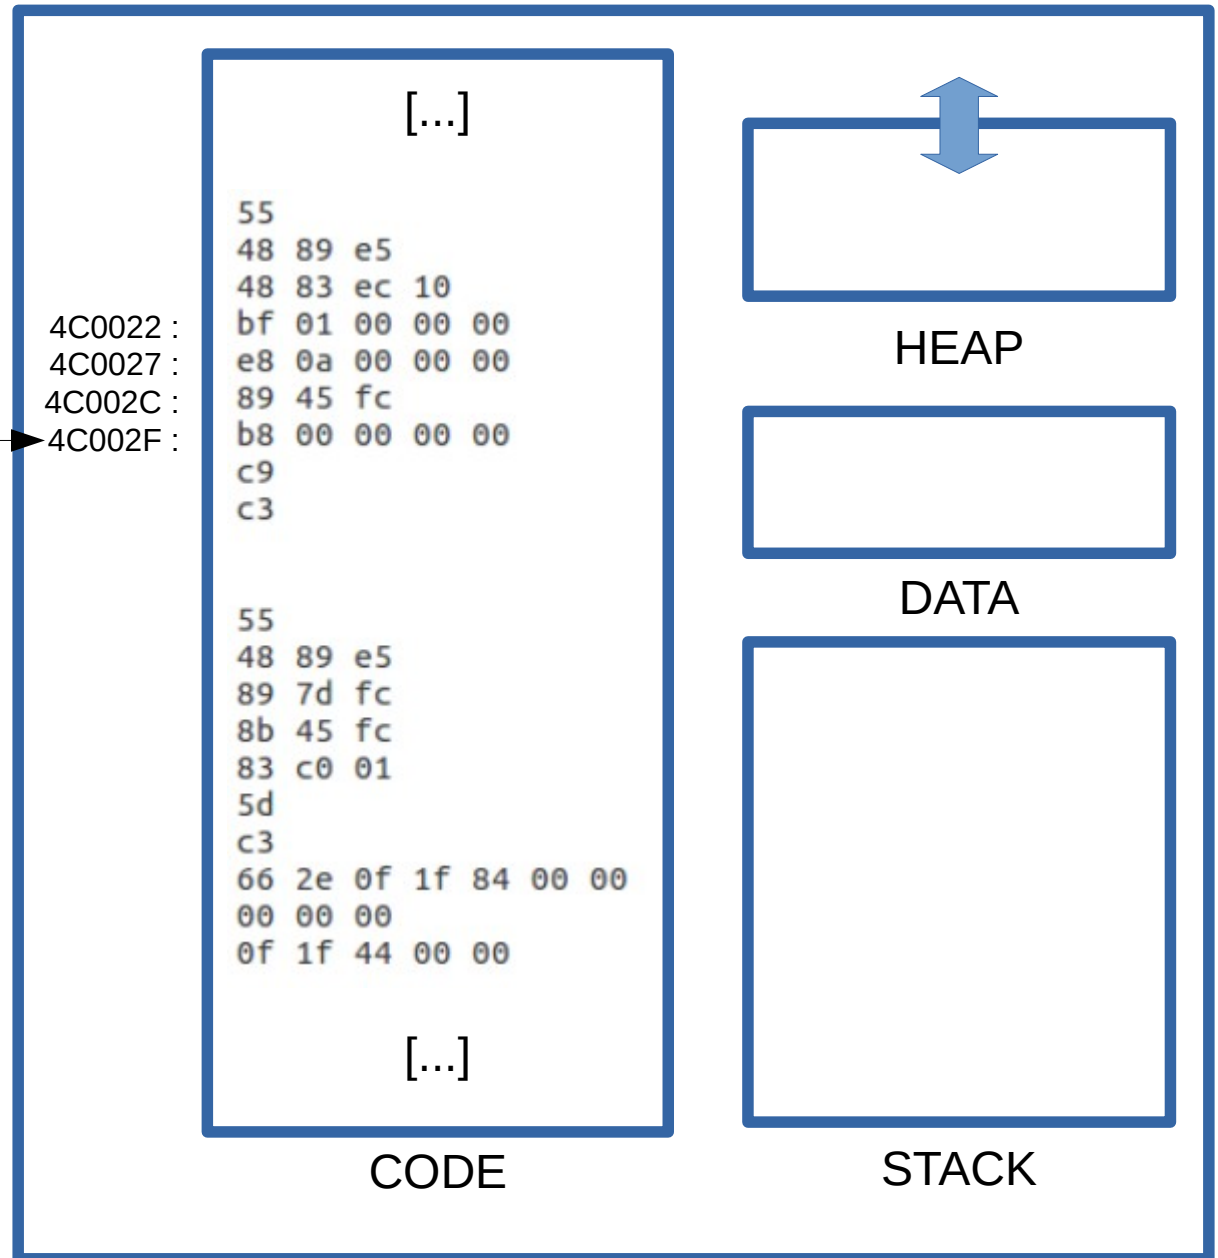 [...]
55
48 89 e5
48 83 ec 10
4C0022 : bf 01 00 00 00
4C0027 : e8 0a 00 00 00
4C002C : 89 45 fc
4C002F : b8 00 00 00 00
c9
c3
55
48 89 e5
89 7d fc
8b 45 fc
83 c0 01
5d
c3
66 2e 0f 1f 84 00 00
00 00 00
0f 1f 44 00 00
[...]
CODE
HEAP
DATA
STACK